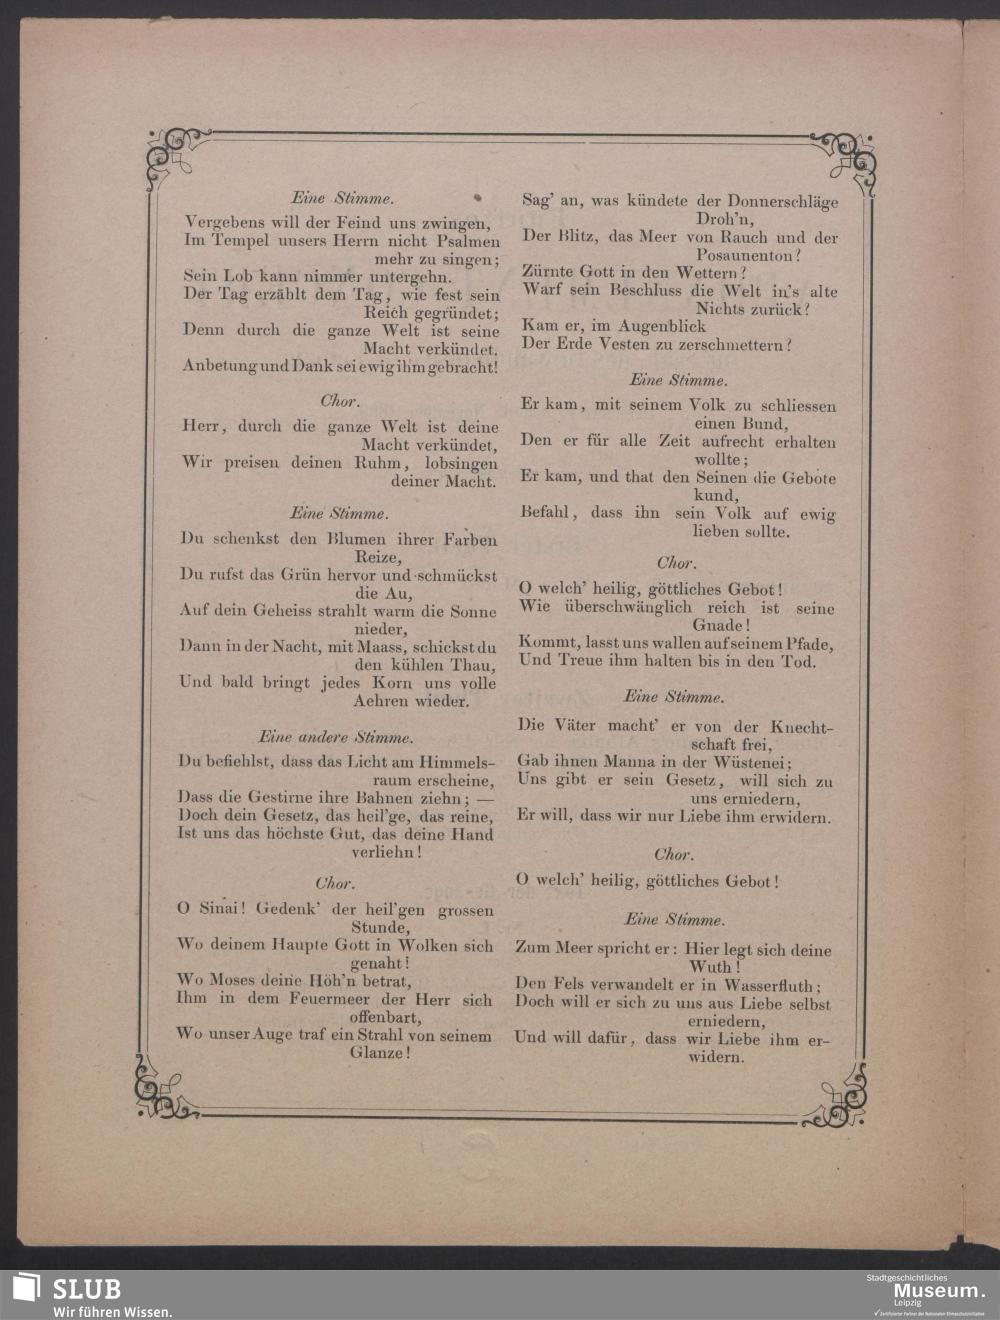 Eine Stimme.
Vergebens will der Feind uns zwingen,
Im Tempel unsers Herrn nicht Psalmen
mehr zu singen;
Sein Lob kann nimmer untergehn.
Der Tag erzählt dem Tag, wie fest sein
Reich gegründet;
Denn durch die ganze Welt ist seine
Macht verkündet.
Anbetung und Dank sei ewig ihm gebracht!
Chor.
Herr, durch die ganze Welt ist deine
Macht verkündet,
Wir preisen deinen Ruhm, lobsingen
deiner Macht.
Eine Stimme.
Du schenkst den Blumen ihrer Farben
Reize,
Du rufst das Grün hervor und schmückst
die Au,
Auf dein Geheiss strahlt warm die Sonne
nieder,
Dann in der Nacht, mit Maass, schickst du
den kühlen Thau,
Und bald bringt jedes Korn uns volle
Aehren wieder.
Eine andere Stimme.
Du befiehlst, dass das Licht am Himmels-
raum erscheine,
Dass die Gestirne ihre Bahnen ziehn; —
Doch dein Gesetz, das heil'ge, das reine,
Ist uns das höchste Gut, das deine Hand
verliehn!
Chor.
O Sinai! Gedenk' der heil'gen grossen
Stunde,
Wo deinem Haupte Gott in Wolken sich
genaht!
Wo Moses deine Höh'n betrat,
Ihm in dem Feuermeer der Herr sich
offenbart,
Wo unser Auge traf ein Strahl von seinem
Glanze!
Sag' an, was kündete der Donnerschläge
Droh'n,
Der Blitz, das Meer von Rauch und der
Posaunenton?
Zürnte Gott in den Wettern?
Warf sein Beschluss die Welt in's alte
Nichts zurück?
Kam er, im Augenblick
Der Erde Vesten zu zerschmettern?
Eine Stimme.
Er kam, mit seinem Volk zu schliessen
einen Bund,
Den er für alle Zeit aufrecht erhalten
wollte;
Er kam, und that den Seinen die Gebote
kund,
Befahl, dass ihn sein Volk auf ewig
lieben sollte.
Chor.
O welch' heilig, göttliches Gebot!
Wie überschwänglich reich ist seine
Gnade!
Kommt, lasst uns wallen auf seinem Pfade,
Und Treue ihm halten bis in den Tod.
Eine Stimme.
Die Väter macht' er von der Knecht-
schaft frei,
Gab ihnen Manna in der Wüstenei;
Uns gibt er sein Gesetz, will sich zu
uns erniedern,
Er will, dass wir nur Liebe ihm erwidern.
Chor.
O welch' heilig, göttliches Gebot!
Eine Stimme.
Zum Meer spricht er: Hier legt sich deine
Wuth!
Den Fels verwandelt er in Wasserfluth;
Doch will er sich zu uns aus Liebe selbst
erniedern,
Und will dafür, dass wir Liebe ihm er-
widern.
SLUB
Wir führen Wissen.
Stadtgeschichtliches
Museum.
Leipzig